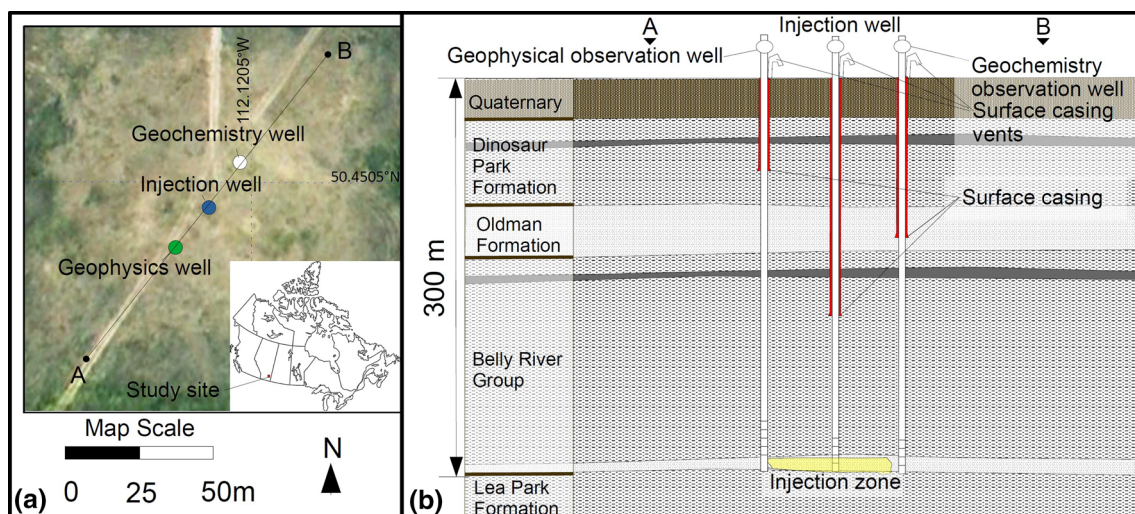 B
112.1205°W
Geochemistry well
50.4505°N
Injection well
Geophysics well
A
Study site
Map Scale
0 25 50m
N
(a)
A
Injection well
B
Geophysical observation well
Geochemistry
observation well
Surface casing
vents
Quaternary
Dinosaur
Park
Formation
Surface casing
Oldman
Formation
300 m
Belly River
Group
Injection zone
Lea Park
Formation
(b)